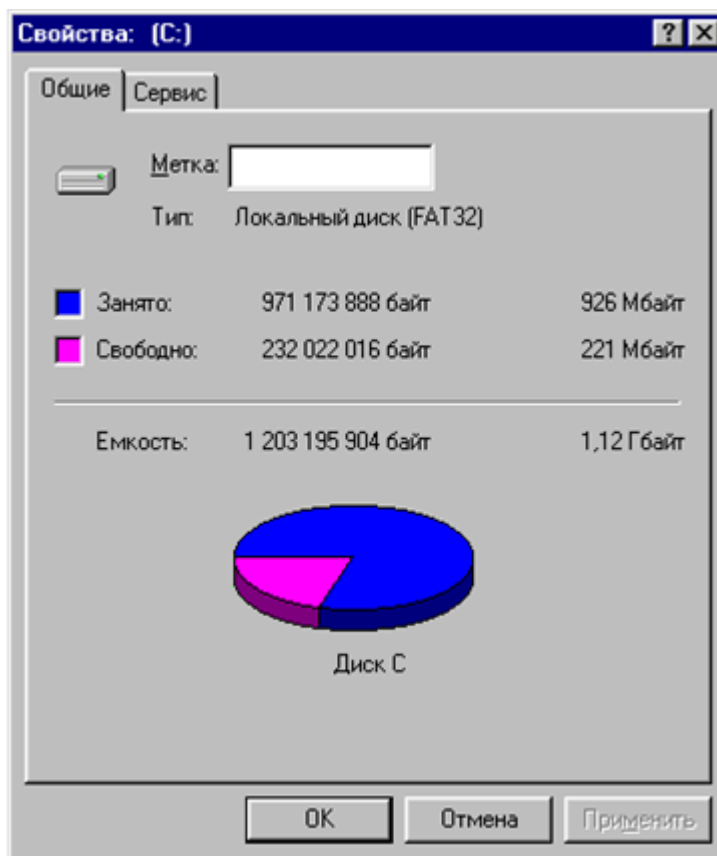 Свойства: (C:)
Общие Сервис
Метка:
Тип: Локальный диск (FAT32)
Занято: 971 173 888 байт 926 Мбайт
Свободно: 232 022 016 байт 221 Мбайт
Емкость: 1 203 195 904 байт 1,12 Гбайт
Диск C
OK Отмена Применить